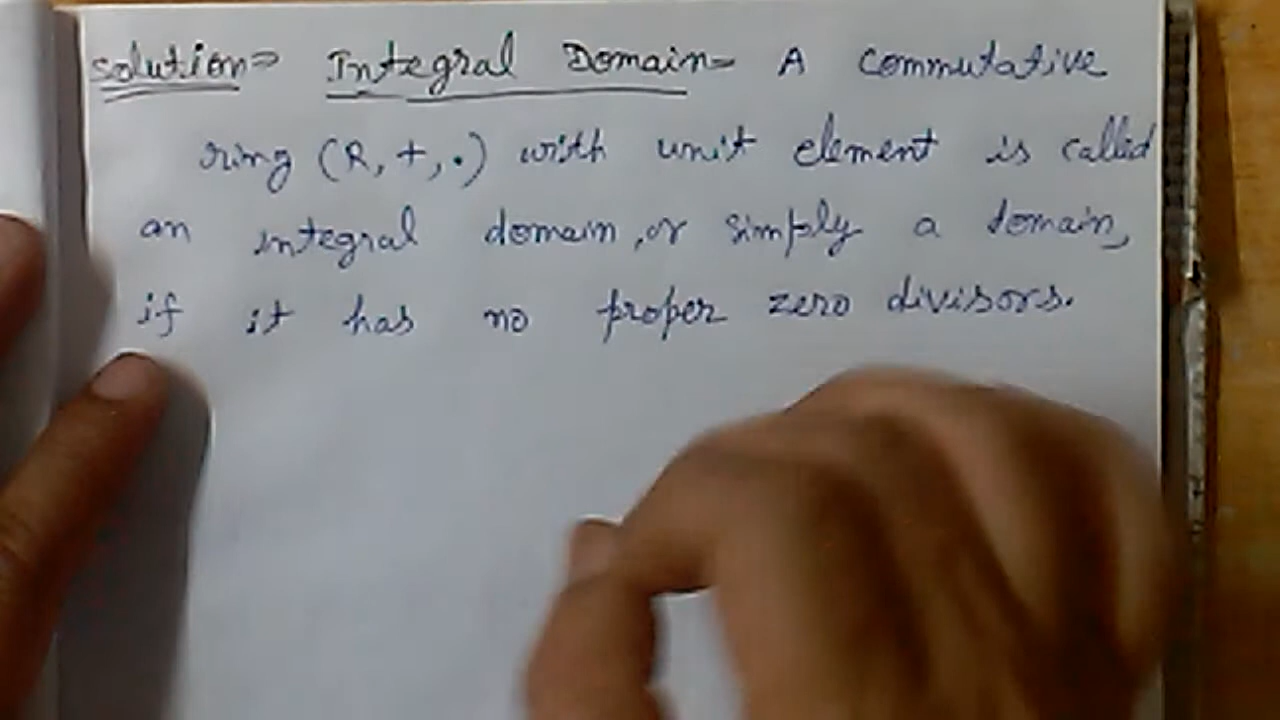 Solution⇒ Integral Domain- A commutative
ring (R, +, .) with unit element is called
an integral domain, or simply a domain,
if it has no proper zero divisors.